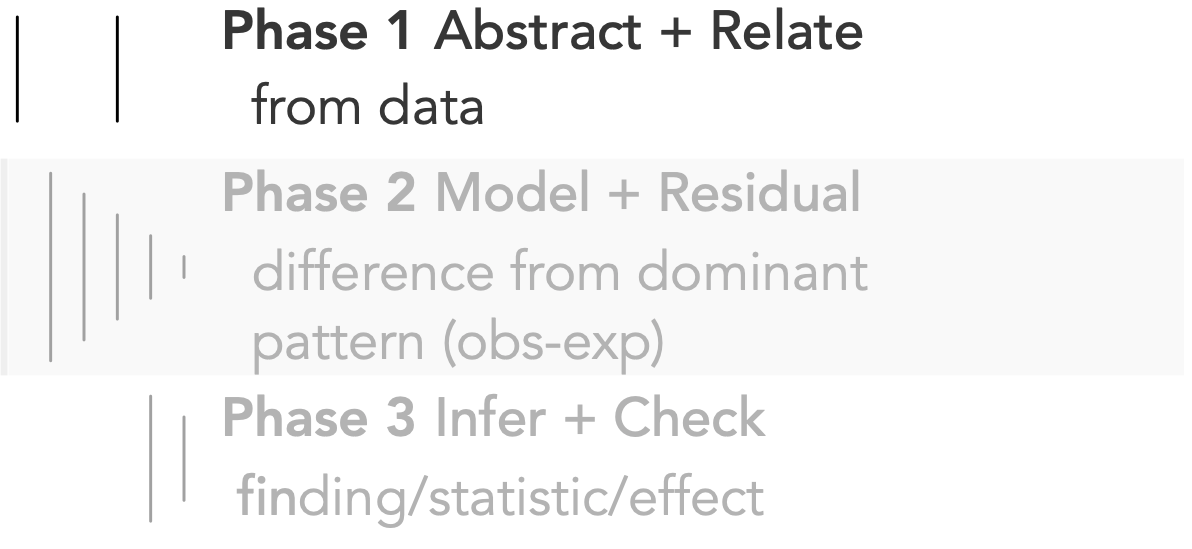 Phase 1 Abstract + Relate
from data
Phase 2 Model + Residual
difference from dominant
pattern (obs-exp)
Phase 3 Infer + Check
finding/statistic/effect